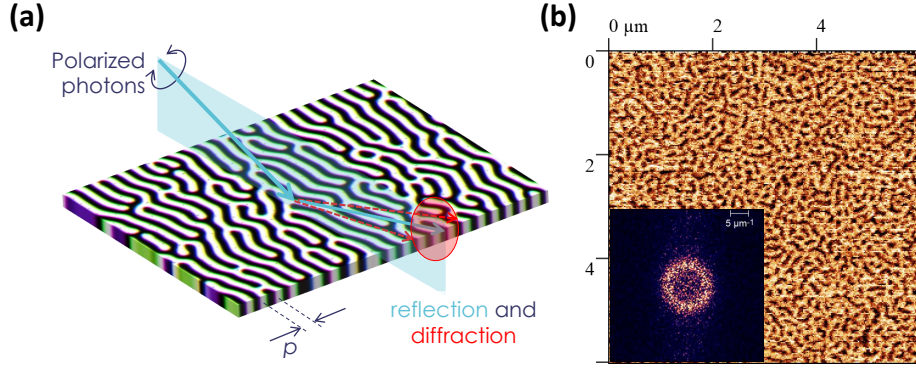 (a)
Polarized
photons
p
reflection and
diffraction
(b)
0 µm
2
4
0
2
4
5 µm⁻¹